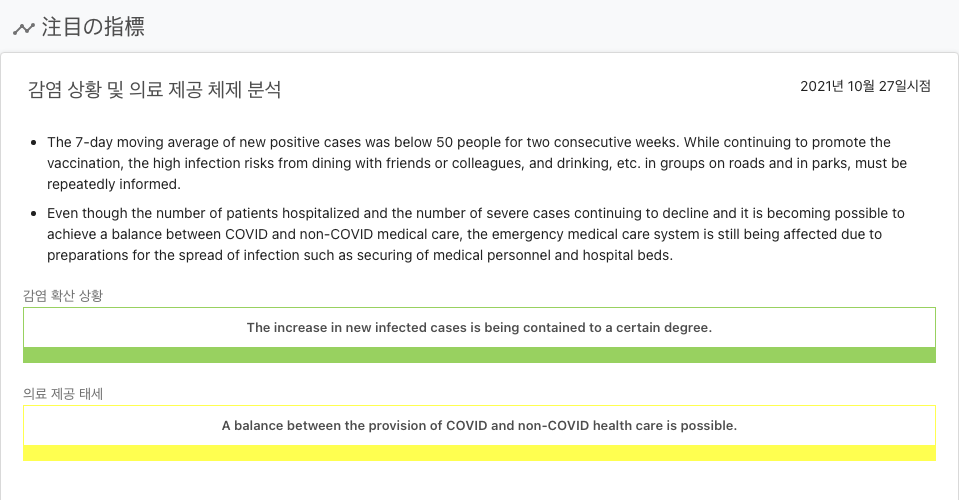 注目の指標
감염 상황 및 의료 제공 체제 분석
2021년 10월 27일시점
The 7-day moving average of new positive cases was below 50 people for two consecutive weeks. While continuing to promote the
vaccination, the high infection risks from dining with friends or colleagues, and drinking, etc. in groups on roads and in parks, must be
repeatedly informed.
Even though the number of patients hospitalized and the number of severe cases continuing to decline and it is becoming possible to
achieve a balance between COVID and non-COVID medical care, the emergency medical care system is still being affected due to
preparations for the spread of infection such as securing of medical personnel and hospital beds.
감염 확산 상황
The increase in new infected cases is being contained to a certain degree.
의료 제공 태세
A balance between the provision of COVID and non-COVID health care is possible.